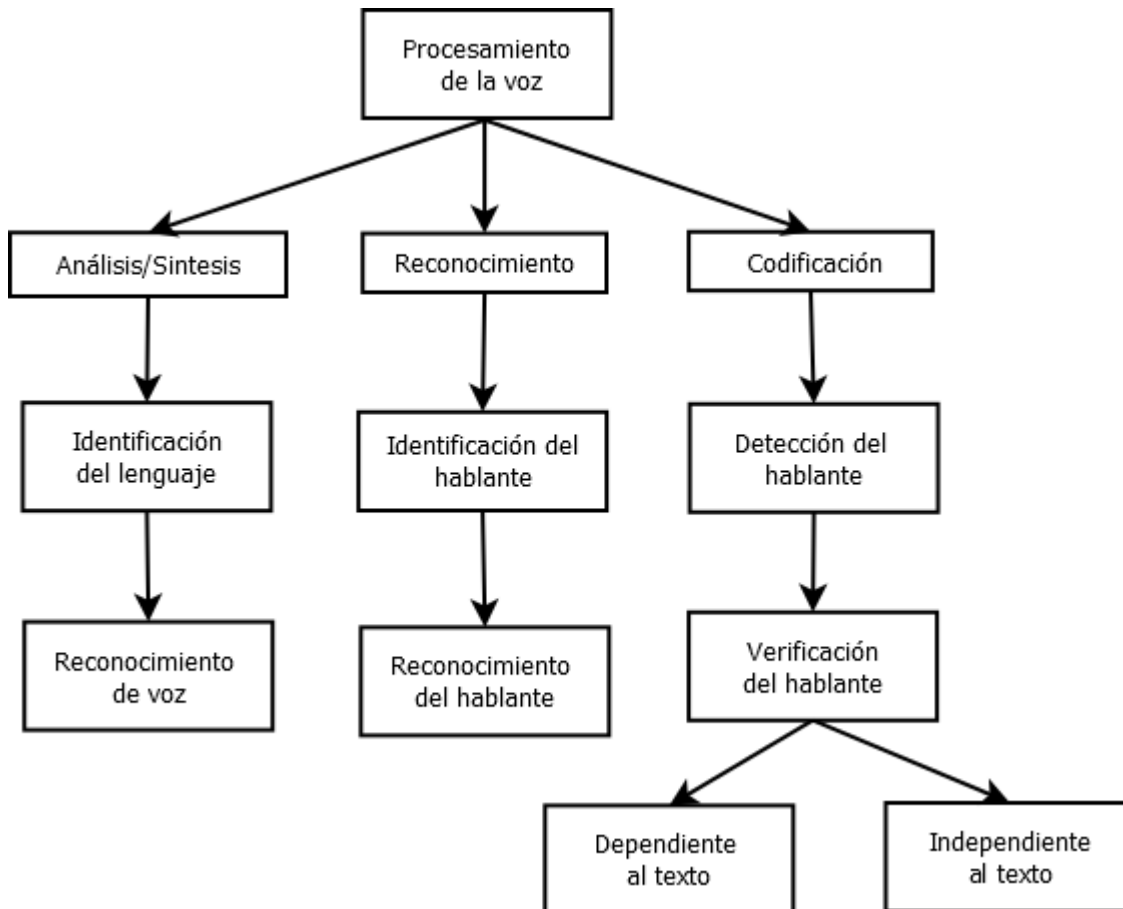 Procesamiento
de la voz
Análisis/Sintesis
Reconocimiento
Codificación
Identificación
del lenguaje
Identificación del
hablante
Detección del
hablante
Reconocimiento
de voz
Reconocimiento
del hablante
Verificación
del hablante
Dependiente
al texto
Independiente
al texto